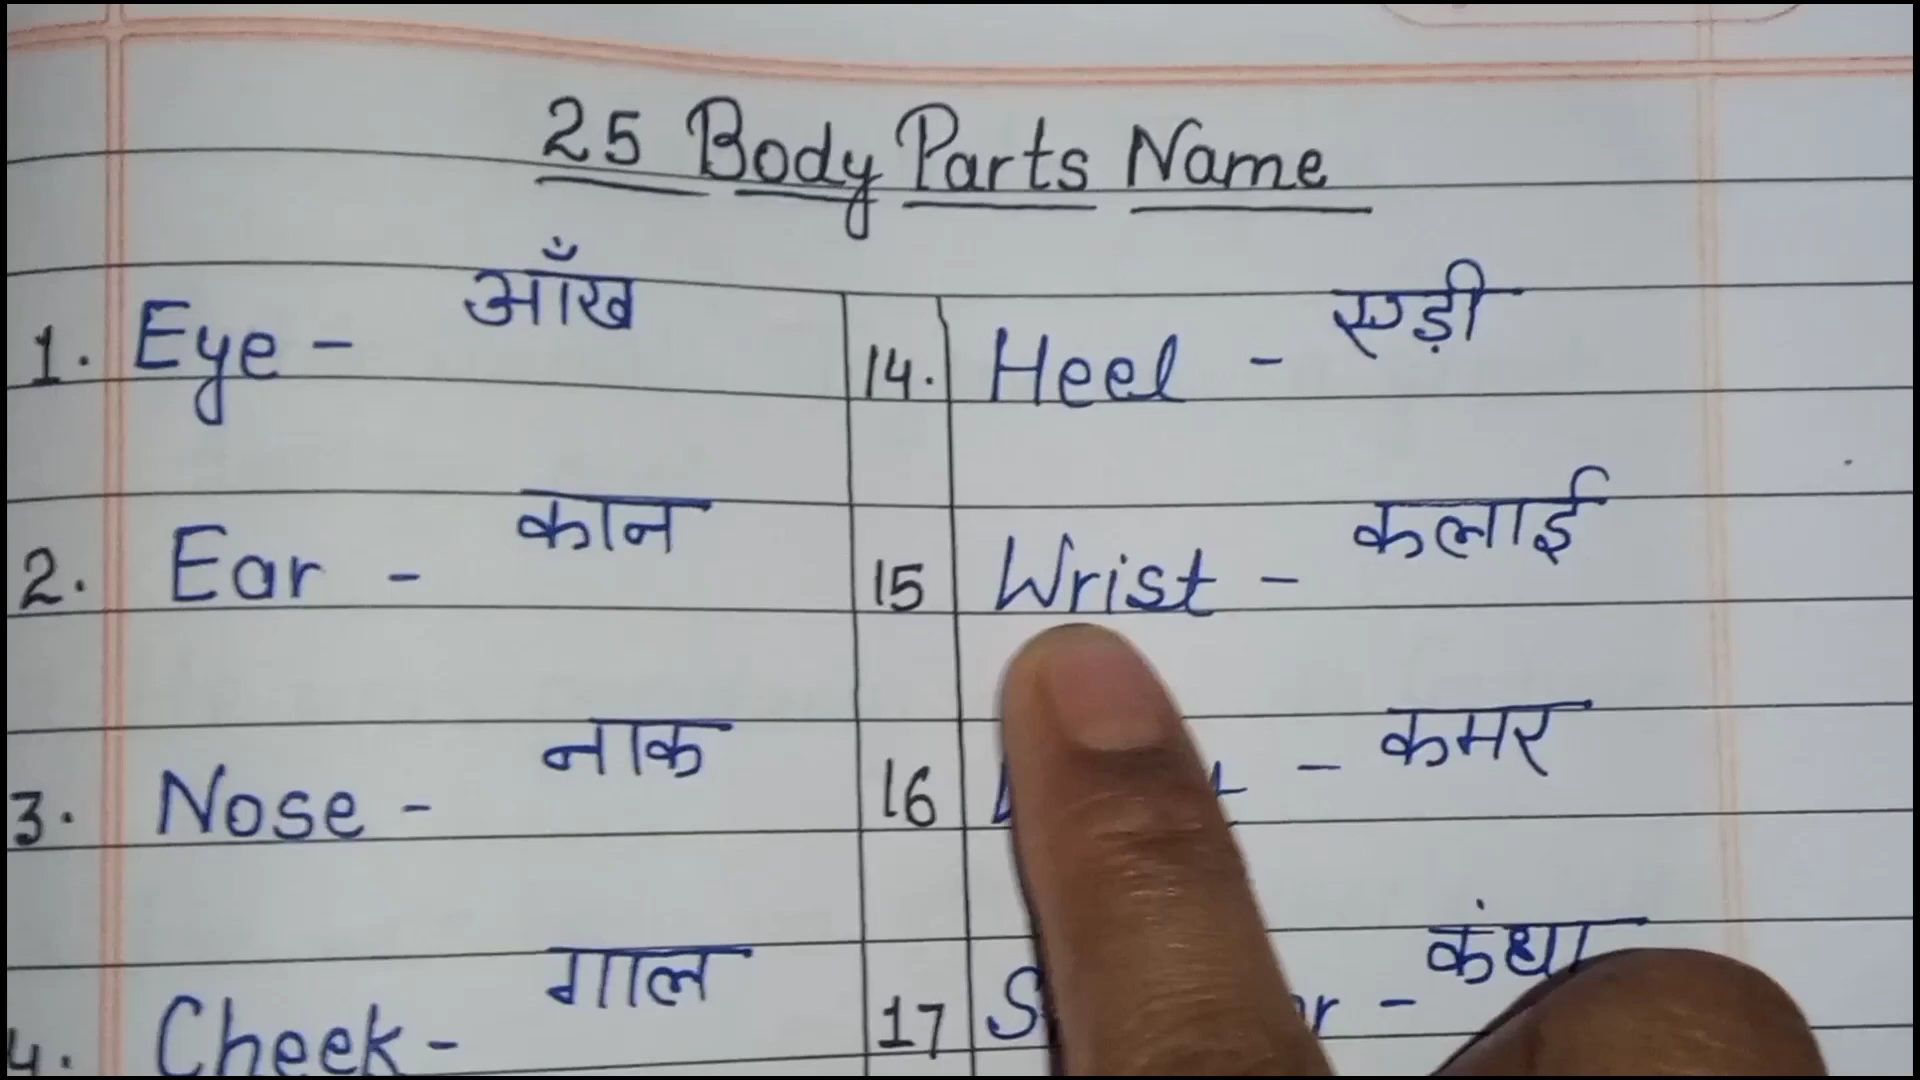 25 Body Parts Name
1. Eye - आँख
2. Ear - कान
3. Nose - नाक
4. Cheek - गाल
14. Heel - एड़ी
15 Wrist - कलाई
16 - कमर
17 - कंधा